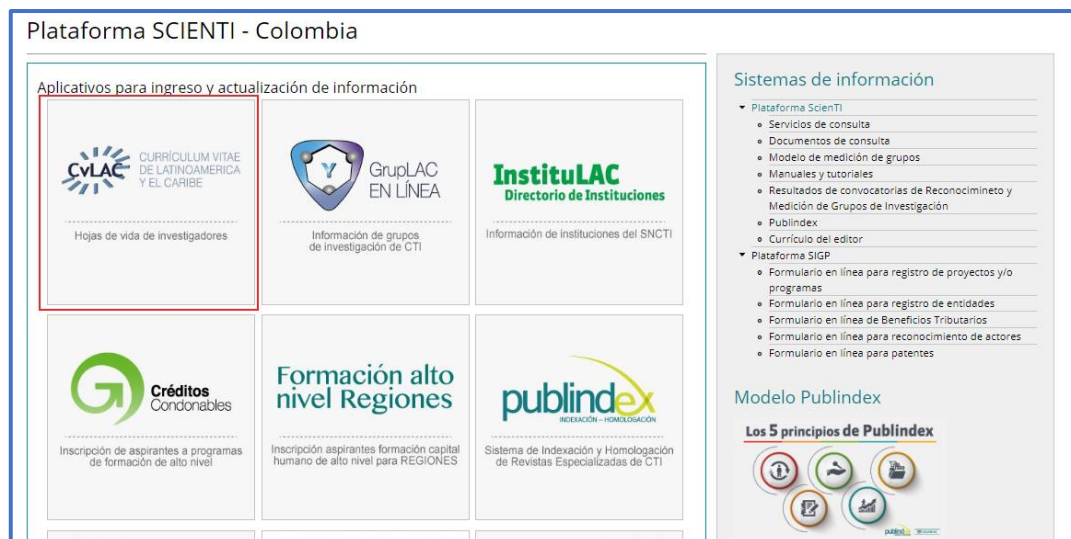 Plataforma SCIENTI - Colombia
Aplicativos para ingreso y actualización de información
CvLAC
CURRÍCULUM VITAE
DE LATINOAMERICA
Y EL CARIBE
Hojas de vida de investigadores
GrupLAC
EN LÍNEA
Información de grupos
de investigación de CTI
InstituLAC
Directorio de Instituciones
Información de instituciones del SNCTI
Créditos
Condonables
Inscripción de aspirantes a programas
de formación de alto nivel
Formación alto
nivel Regiones
Inscripción aspirantes formación capital
humano de alto nivel para REGIONES
publindex
INDEXACIÓN – HOMOLOGACIÓN
Sistema de Indexación y Homologación
de Revistas Especializadas de CTI
Sistemas de información
Plataforma ScienTI
Servicios de consulta
Documentos de consulta
Modelo de medición de grupos
Manuales y tutoriales
Resultados de convocatorias de Reconocimineto y
Medición de Grupos de Investigación
Publindex
Currículo del editor
Plataforma SIGP
Formulario en línea para registro de proyectos y/o
programas
Formulario en línea para registro de entidades
Formulario en línea de Beneficios Tributarios
Formulario en línea para reconocimiento de actores
Formulario en línea para patentes
Modelo Publindex
Los 5 principios de Publindex
publindex